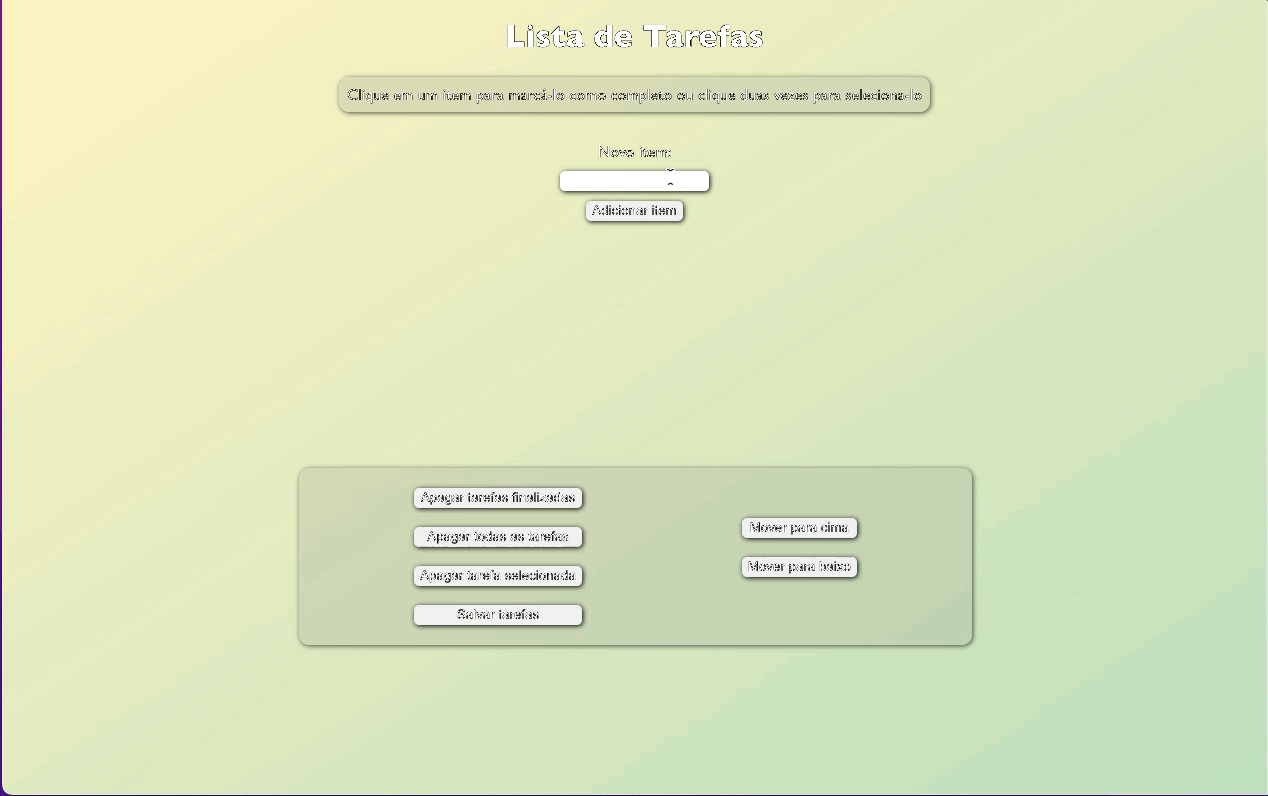 Lista de Tarefas
Clique em um item para marcá-lo como completo ou clique duas vezes para selecioná-lo
Novo item:
Adicionar item
Apagar tarefas finalizadas
Apagar todas as tarefas
Apagar tarefa selecionada
Salvar tarefas
Mover para cima
Mover para baixo